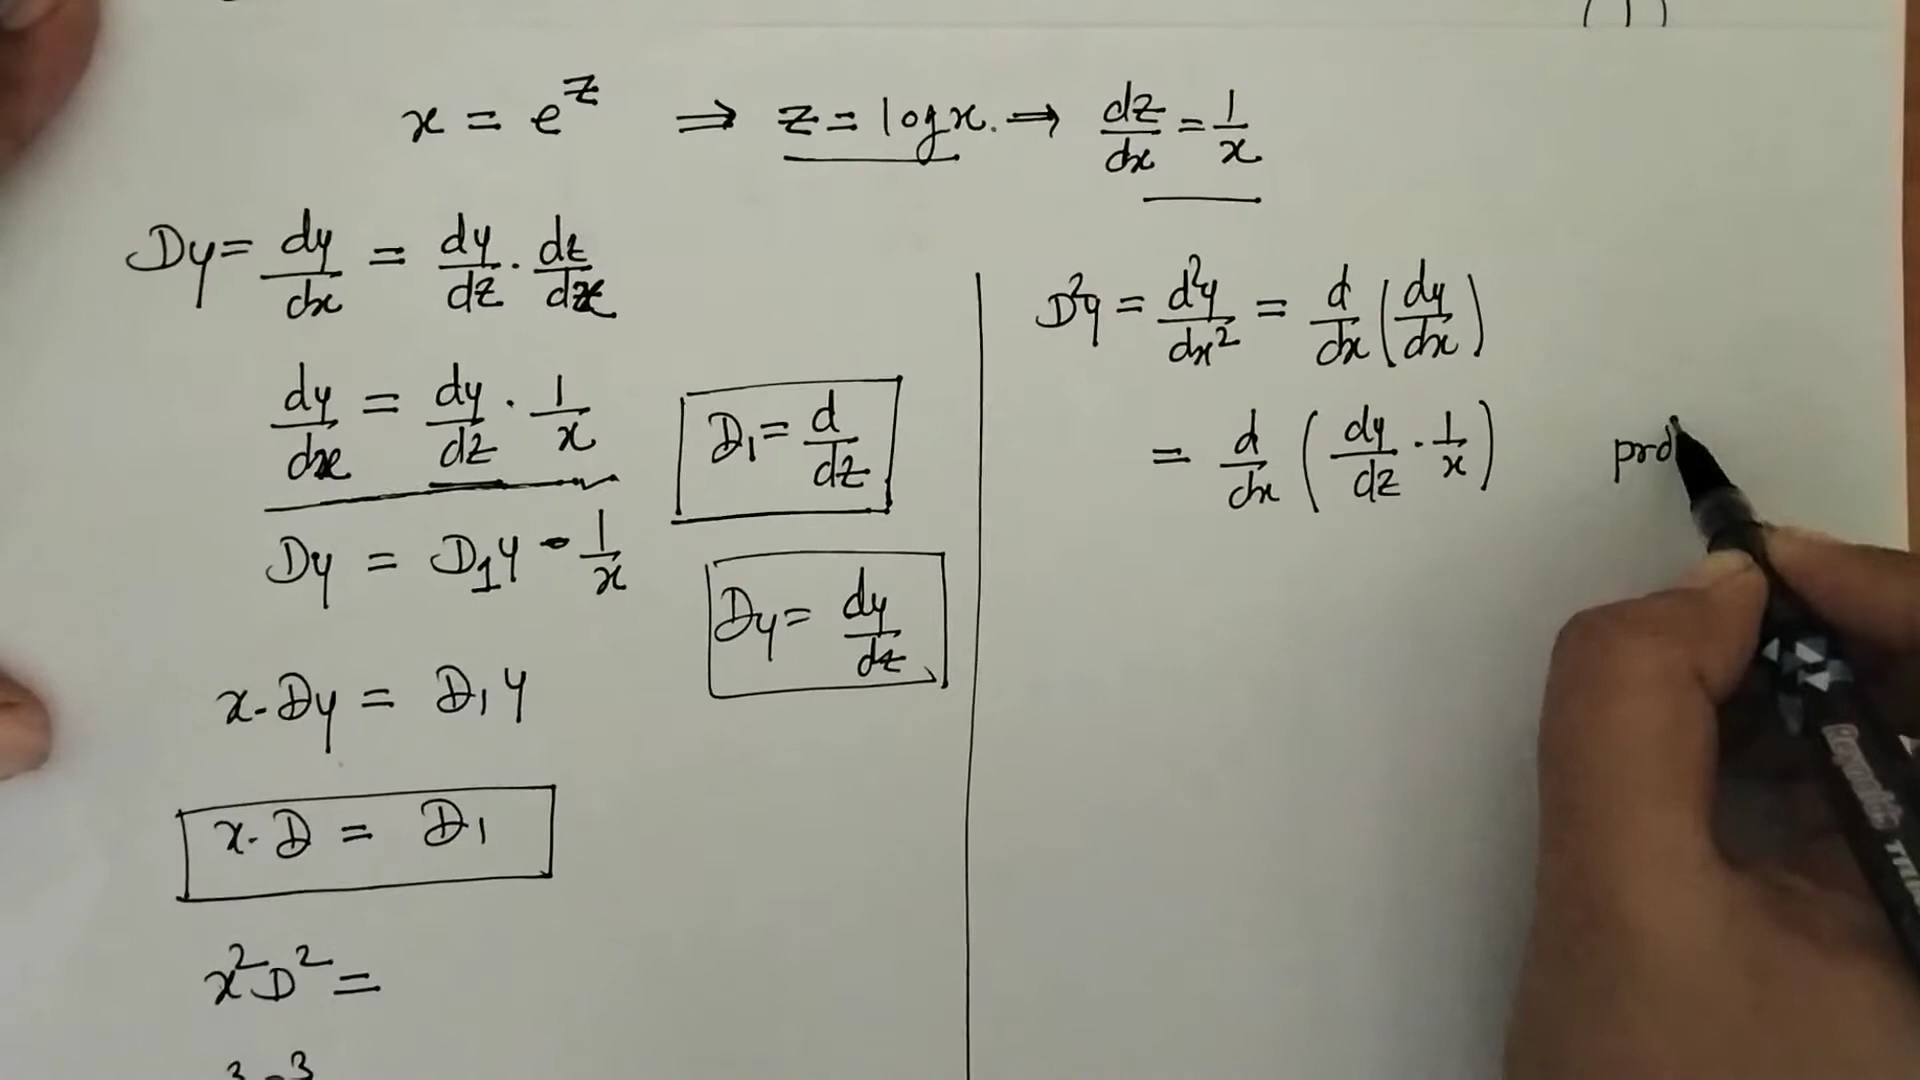 x = e^z ⇒ z = log x. ⇒ dz/dx = 1/x
Dy = dy/dx = dy/dz · dz/dx
dy/dx = dy/dz · 1/x
Dy = D₁y - 1/x
x-Dy = D₁y
x·D = D₁
x²D² =
D₁ = d/dz
Dy = dy/dz
D²y = d²y/dx² = d/dx (dy/dx)
= d/dx (dy/dz · 1/x) prod